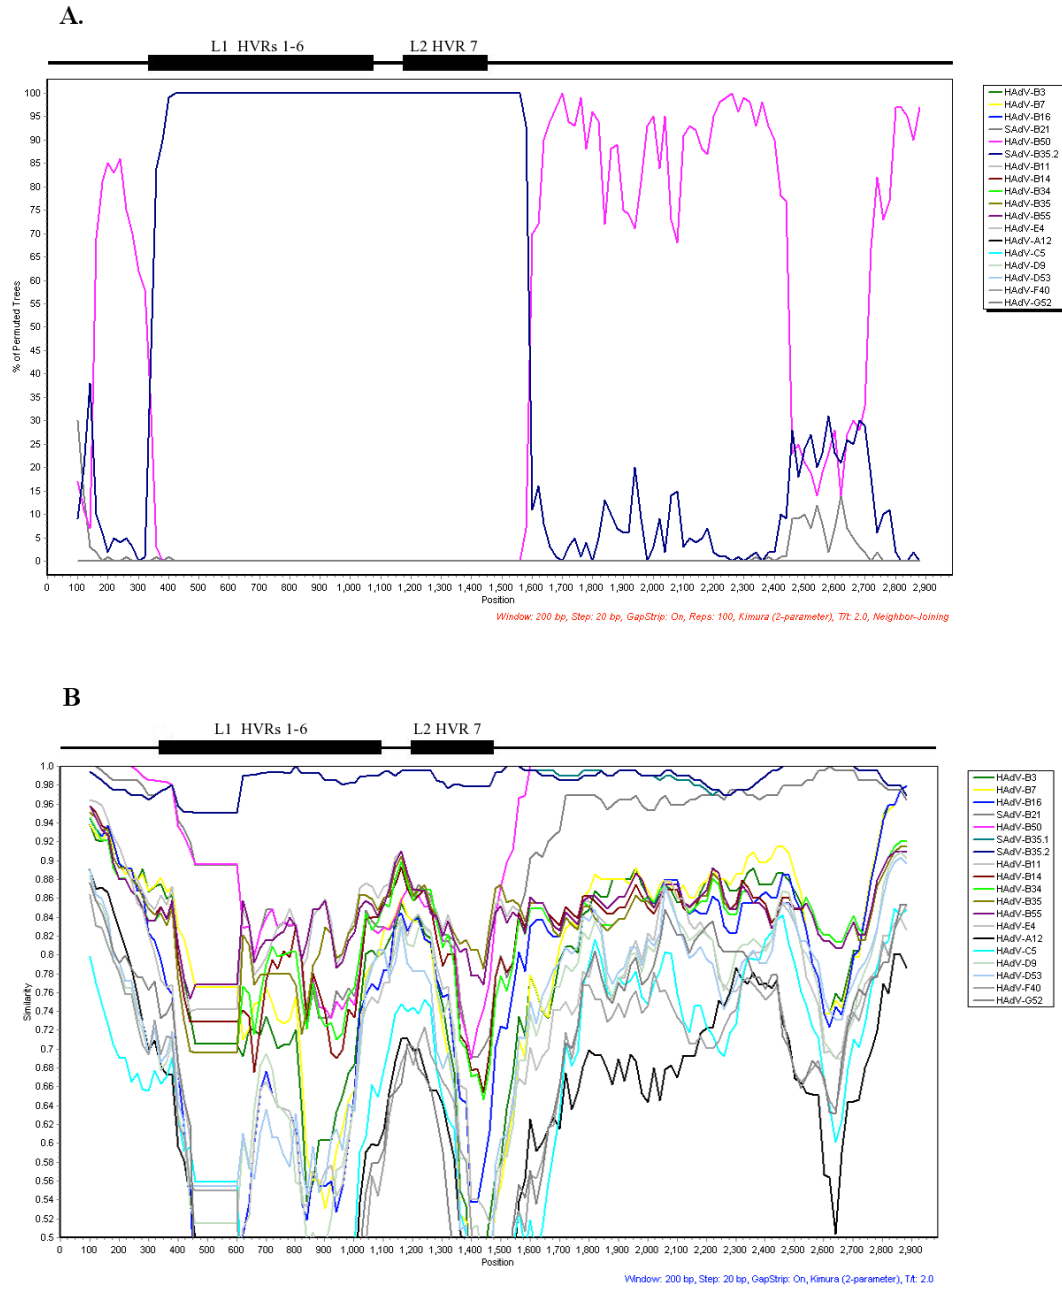 A.
L1 HVRs 1-6
L2 HVR 7
% of Permuted Trees
100
95
90
85
80
75
70
65
60
55
50
45
40
35
30
25
20
15
10
5
0
0 100 200 300 400 500 600 700 800 900 1,000 1,100 1,200 1,300 1,400 1,500 1,600 1,700 1,800 1,900 2,000 2,100 2,200 2,300 2,400 2,500 2,600 2,700 2,800 2,900
Position
Window: 200 bp, Step: 20 bp, GapStrip: On, Reps: 100, Kimura (2-parameter), T/t: 2.0, Neighbor-Joining
HAdV-B3
HAdV-B7
HAdV-B16
SAdV-B21
HAdV-B50
SAdV-B35.2
HAdV-B11
HAdV-B14
HAdV-B34
HAdV-B35
HAdV-B55
HAdV-E4
HAdV-A12
HAdV-C5
HAdV-D9
HAdV-D53
HAdV-F40
HAdV-G52
B
L1 HVRs 1-6
L2 HVR 7
Similarity
1.0
0.98
0.96
0.94
0.92
0.9
0.88
0.86
0.84
0.82
0.8
0.78
0.76
0.74
0.72
0.7
0.68
0.66
0.64
0.62
0.6
0.58
0.56
0.54
0.52
0.5
0 100 200 300 400 500 600 700 800 900 1,000 1,100 1,200 1,300 1,400 1,500 1,600 1,700 1,800 1,900 2,000 2,100 2,200 2,300 2,400 2,500 2,600 2,700 2,800 2,900
Position
Window: 200 bp, Step: 20 bp, GapStrip: On, Kimura (2-parameter), T/t: 2.0
HAdV-B3
HAdV-B7
HAdV-B16
SAdV-B21
HAdV-B50
SAdV-B35.1
SAdV-B35.2
HAdV-B11
HAdV-B14
HAdV-B34
HAdV-B35
HAdV-B55
HAdV-E4
HAdV-A12
HAdV-C5
HAdV-D9
HAdV-D53
HAdV-F40
HAdV-G52